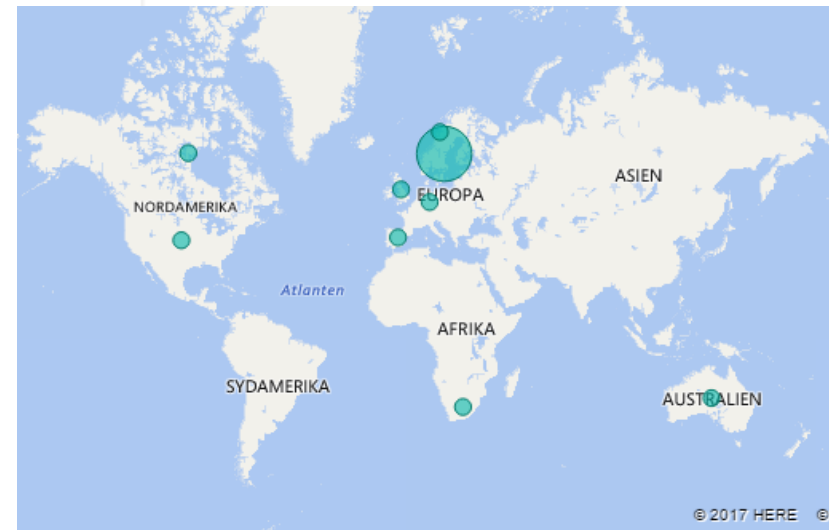 EUROPA
ASIEN
NORDAMERIKA
Atlanten
AFRIKA
SYDAMERIKA
AUSTRALIEN
© 2017 HERE ©